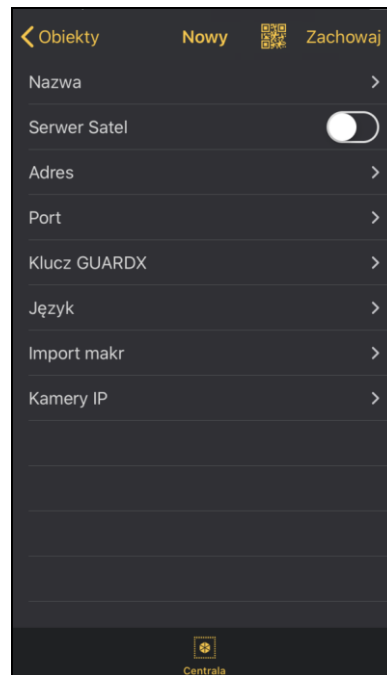 Obiekty Nowy Zachowaj
Nazwa
Serwer Satel
Adres
Port
Klucz GUARDX
Język
Import makr
Kamery IP
Centrala